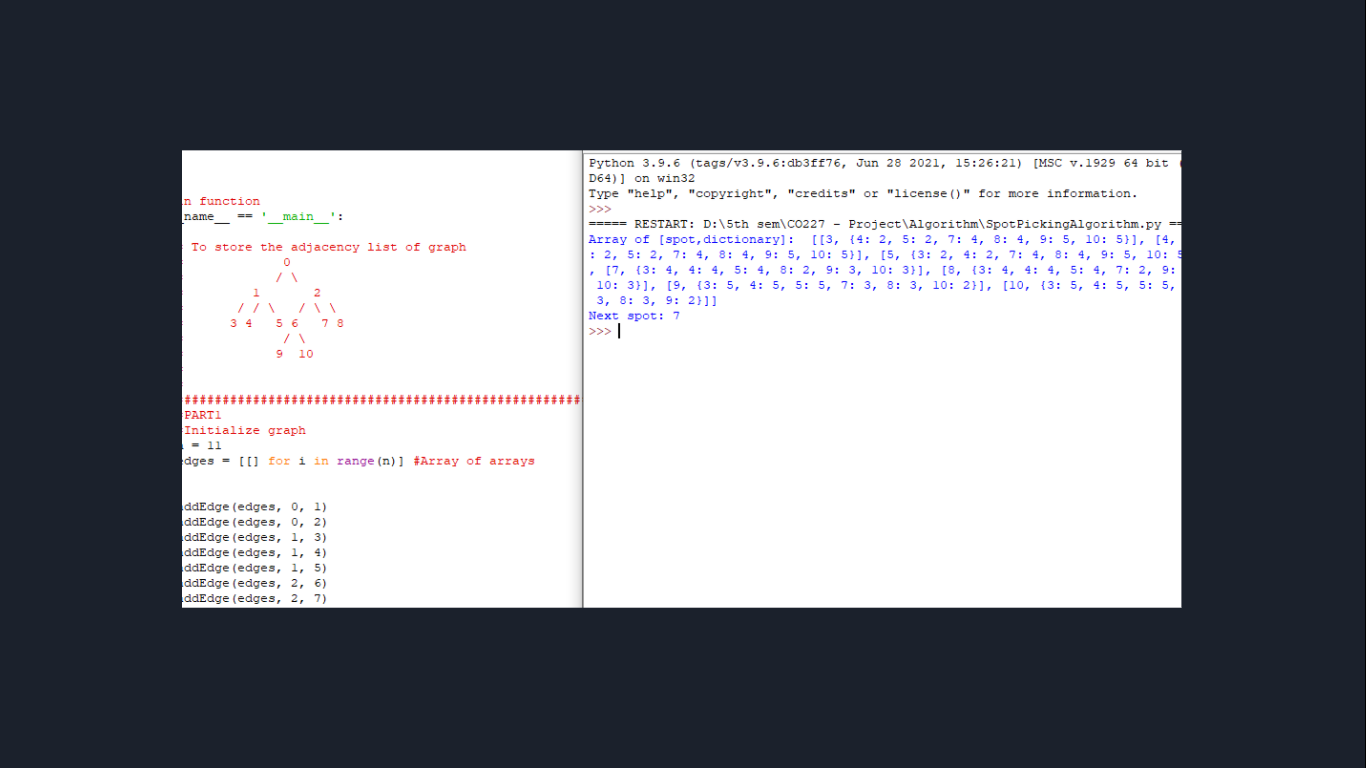 n function
_name__ == '__main__':
To store the adjacency list of graph
0
/ \
1 2
/ / \ / \ \
3 4 5 6 7 8
/ \
9 10
####################################################
PART1
Initialize graph
= 11
edges = [[] for i in range(n)] #Array of arrays
ddEdge(edges, 0, 1)
ddEdge(edges, 0, 2)
ddEdge(edges, 1, 3)
ddEdge(edges, 1, 4)
ddEdge(edges, 1, 5)
ddEdge(edges, 2, 6)
ddEdge(edges, 2, 7)
Python 3.9.6 (tags/v3.9.6:db3ff76, Jun 28 2021, 15:26:21) [MSC v.1929 64 bit (
D64)] on win32
Type "help", "copyright", "credits" or "license()" for more information.
>>>
===== RESTART: D:\5th sem\CO227 - Project\Algorithm\SpotPickingAlgorithm.py ==
Array of [spot,dictionary]: [[3, {4: 2, 5: 2, 7: 4, 8: 4, 9: 5, 10: 5}], [4,
: 2, 5: 2, 7: 4, 8: 4, 9: 5, 10: 5}], [5, {3: 2, 4: 2, 7: 4, 8: 4, 9: 5, 10: 5
, [7, {3: 4, 4: 4, 5: 4, 8: 2, 9: 3, 10: 3}], [8, {3: 4, 4: 4, 5: 4, 7: 2, 9:
10: 3}], [9, {3: 5, 4: 5, 5: 5, 7: 3, 8: 3, 10: 2}], [10, {3: 5, 4: 5, 5: 5,
3, 8: 3, 9: 2}]]
Next spot: 7
>>>